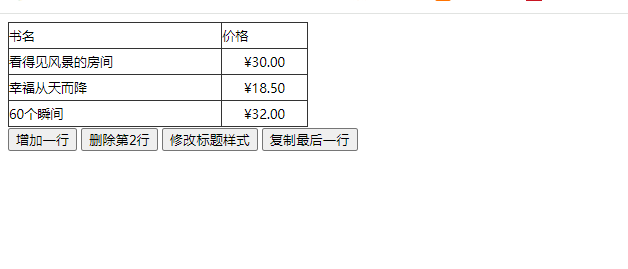 书名 价格
看得见风景的房间 ¥30.00
幸福从天而降 ¥18.50
60个瞬间 ¥32.00
增加一行 删除第2行 修改标题样式 复制最后一行